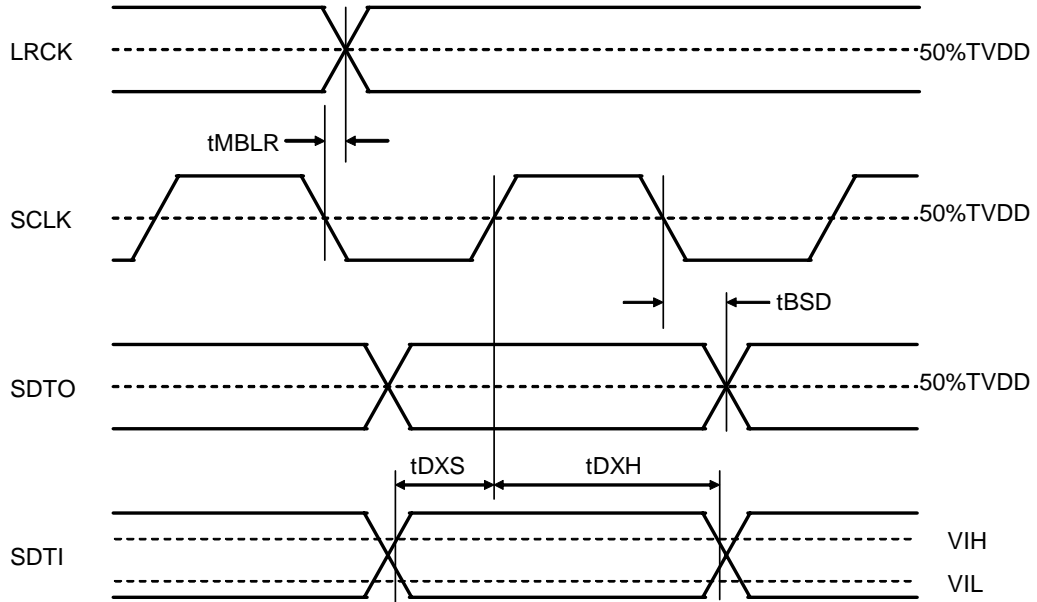 LRCK
50%TVDD
tMBLR
SCLK
50%TVDD
tBSD
SDTO
50%TVDD
tDXS
tDXH
SDTI
VIH
VIL